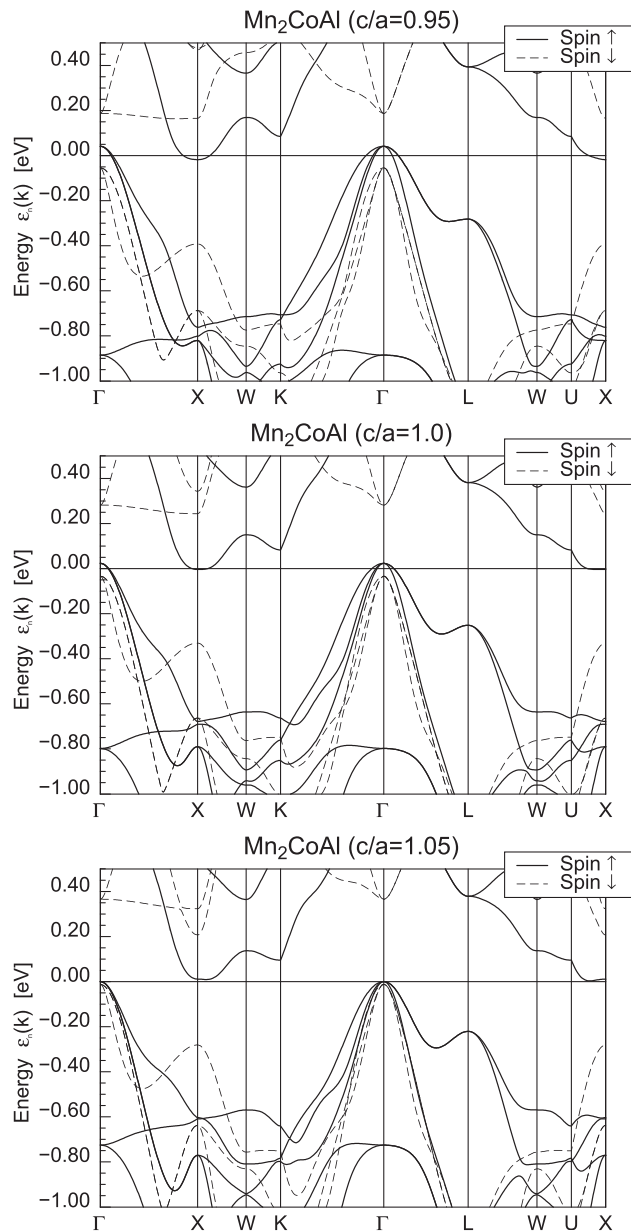 Mn₂CoAl (c/a=0.95)
Spin ↑
Spin ↓
0.40
0.20
0.00
−0.20
−0.40
−0.60
−0.80
−1.00
Energy εₙ(k) [eV]
Γ X W K Γ L W U X
Mn₂CoAl (c/a=1.0)
Spin ↑
Spin ↓
0.40
0.20
0.00
−0.20
−0.40
−0.60
−0.80
−1.00
Energy εₙ(k) [eV]
Γ X W K Γ L W U X
Mn₂CoAl (c/a=1.05)
Spin ↑
Spin ↓
0.40
0.20
0.00
−0.20
−0.40
−0.60
−0.80
−1.00
Energy εₙ(k) [eV]
Γ X W K Γ L W U X